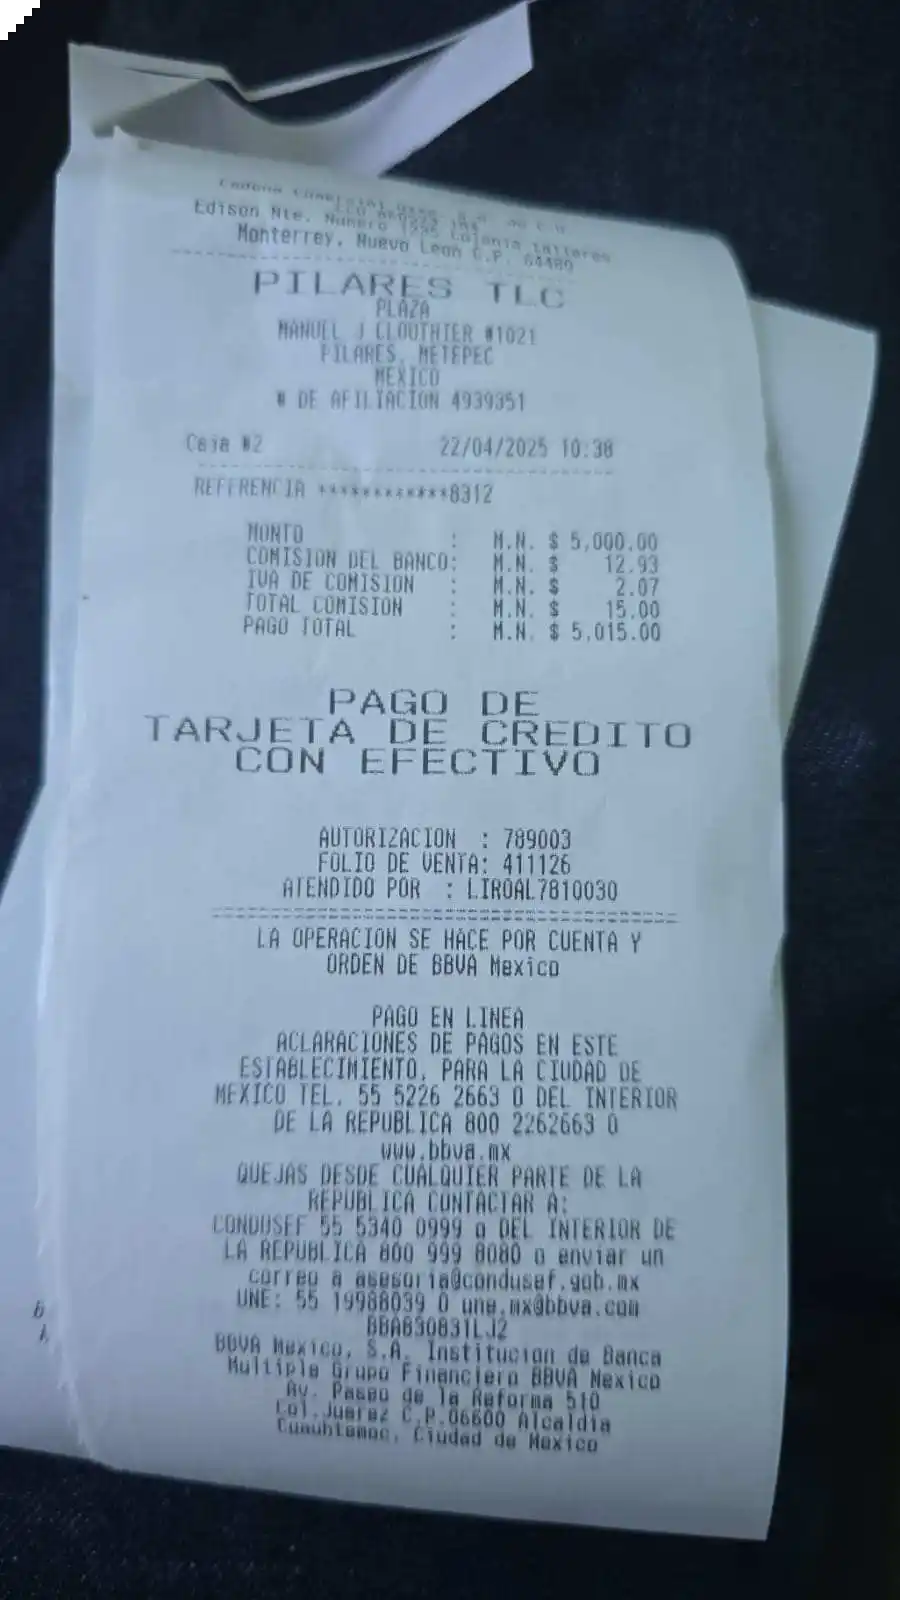 Cadena Comercial OXXO S.A. de C.V.
Edison Nte. Numero 1235 Colonia Talleres
Monterrey, Nuevo Leon C.P. 64480
PILARES TLC
PLAZA
MANUEL J CLOUTHIER #1021
PILARES, METEPEC
MEXICO
# DE AFILIACION 4939351
Caja #2 22/04/2025 10:38
REFERENCIA ************8312
MONTO : M.N. $ 5,000.00
COMISION DEL BANCO: M.N. $ 12.93
IVA DE COMISION : M.N. $ 2.07
TOTAL COMISION : M.N. $ 15.00
PAGO TOTAL : M.N. $ 5,015.00
PAGO DE
TARJETA DE CREDITO
CON EFECTIVO
AUTORIZACION : 789003
FOLIO DE VENTA: 411126
ATENDIDO POR : LIROAL7810030
LA OPERACION SE HACE POR CUENTA Y
ORDEN DE BBVA Mexico
PAGO EN LINEA
ACLARACIONES DE PAGOS EN ESTE
ESTABLECIMIENTO, PARA LA CIUDAD DE
MEXICO TEL. 55 5226 2663 O DEL INTERIOR
DE LA REPUBLICA 800 2262663 O
www.bbva.mx
QUEJAS DESDE CUALQUIER PARTE DE LA
REPUBLICA CONTACTAR A:
CONDUSEF 55 5340 0999 o DEL INTERIOR DE
LA REPUBLICA 800 999 8080 o enviar un
correo a asesoria@condusef.gob.mx
UNE: 55 19988039 O une.mx@bbva.com
BBA830831LJ2
BBVA Mexico, S.A. Institucion de Banca
Multiple Grupo Financiero BBVA Mexico
Av. Paseo de la Reforma 510
Col.Juarez C.P.06600 Alcaldia
Cuauhtemoc, Ciudad de Mexico